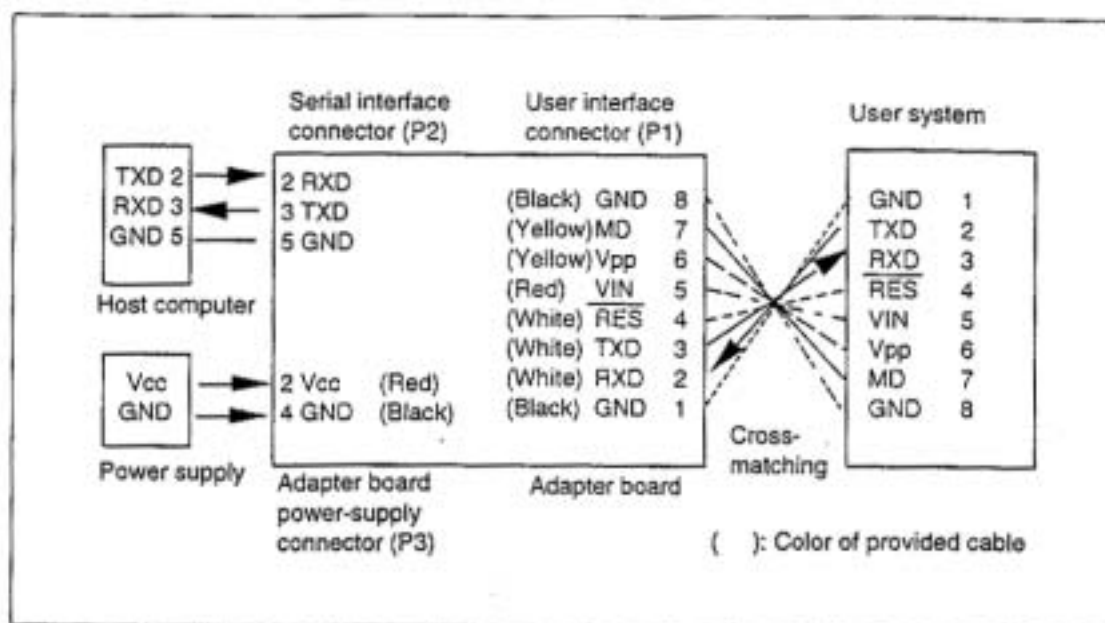 Serial interface
connector (P2)
User interface
connector (P1)
User system
TXD 2
RXD 3
GND 5
Host computer
2 RXD
3 TXD
5 GND
(Black) GND 8
(Yellow) MD 7
(Yellow) Vpp 6
(Red) VIN 5
(White) RES 4
(White) TXD 3
(White) RXD 2
(Black) GND 1
GND 1
TXD 2
RXD 3
RES 4
VIN 5
Vpp 6
MD 7
GND 8
Vcc
GND
Power supply
2 Vcc (Red)
4 GND (Black)
Adapter board
power-supply
connector (P3)
Adapter board
Cross-
matching
( ): Color of provided cable